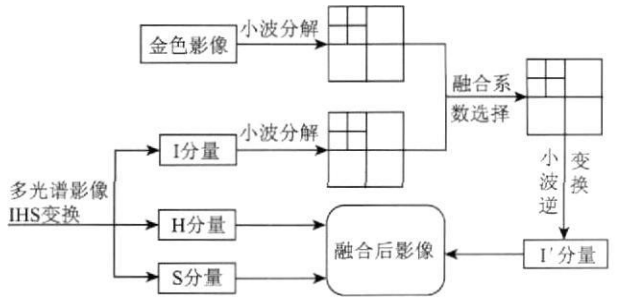 金色影像
小波分解
融合系
数选择
I分量
小波分解
多光谱影像
IHS变换
H分量
S分量
融合后影像
小波逆
变换
I′分量